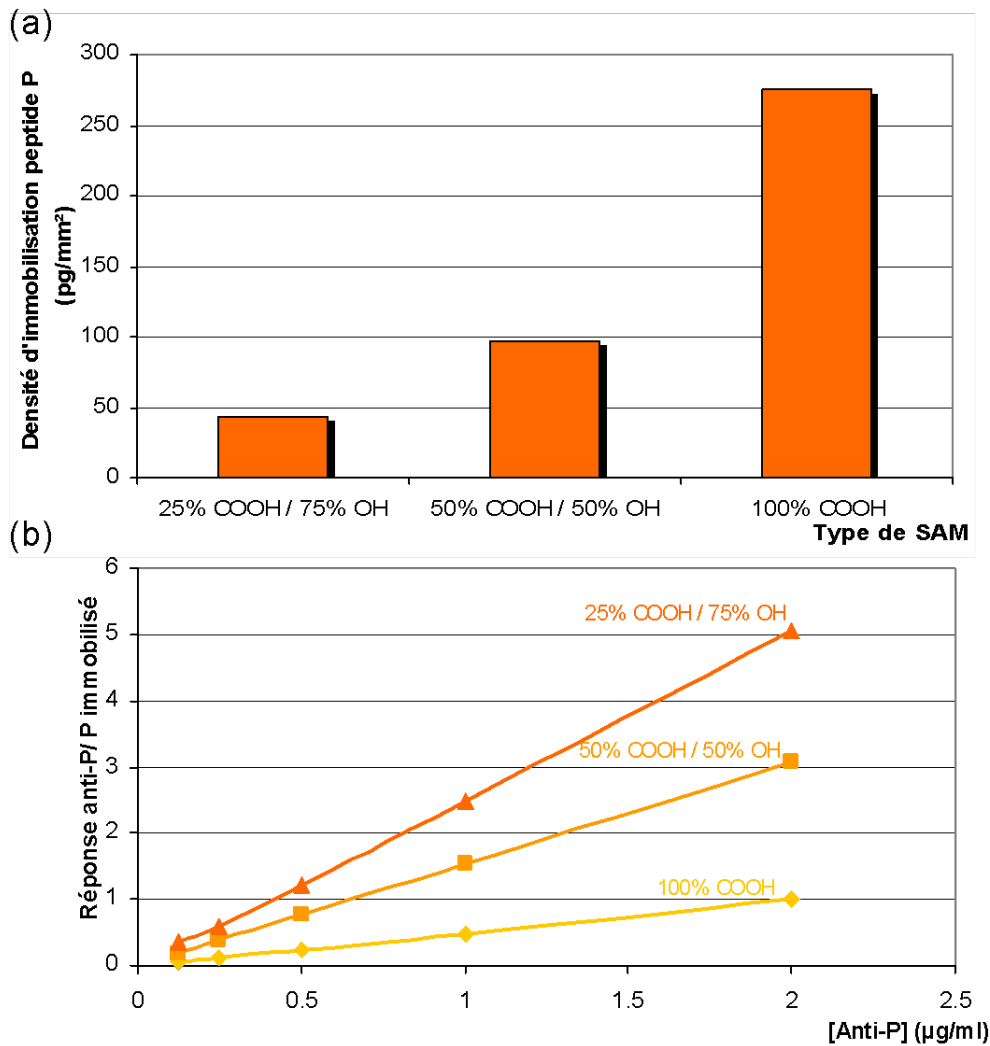 (a)
Densité d'immobilisation peptide P
(pg/mm²)
300
250
200
150
100
50
0
25% COOH / 75% OH
50% COOH / 50% OH
100% COOH
Type de SAM
(b)
Réponse anti-P/ P immobilisé
6
5
4
3
2
1
0
25% COOH / 75% OH
50% COOH / 50% OH
100% COOH
0
0.5
1
1.5
2
2.5
[Anti-P] (µg/ml)